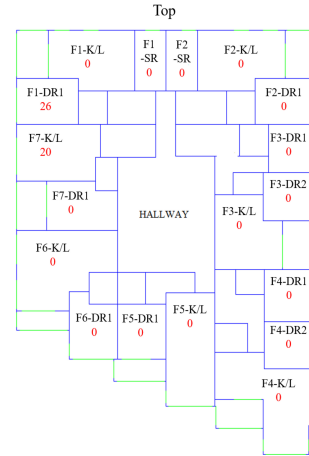 Top
F1-K/L
0
F1
-SR
0
F2
-SR
0
F2-K/L
0
F1-DR1
26
F2-DR1
0
F7-K/L
20
F3-DR1
0
F7-DR1
0
F3-DR2
0
HALLWAY
F3-K/L
0
F6-K/L
0
F4-DR1
0
F6-DR1
0
F5-DR1
0
F5-K/L
0
F4-DR2
0
F4-K/L
0